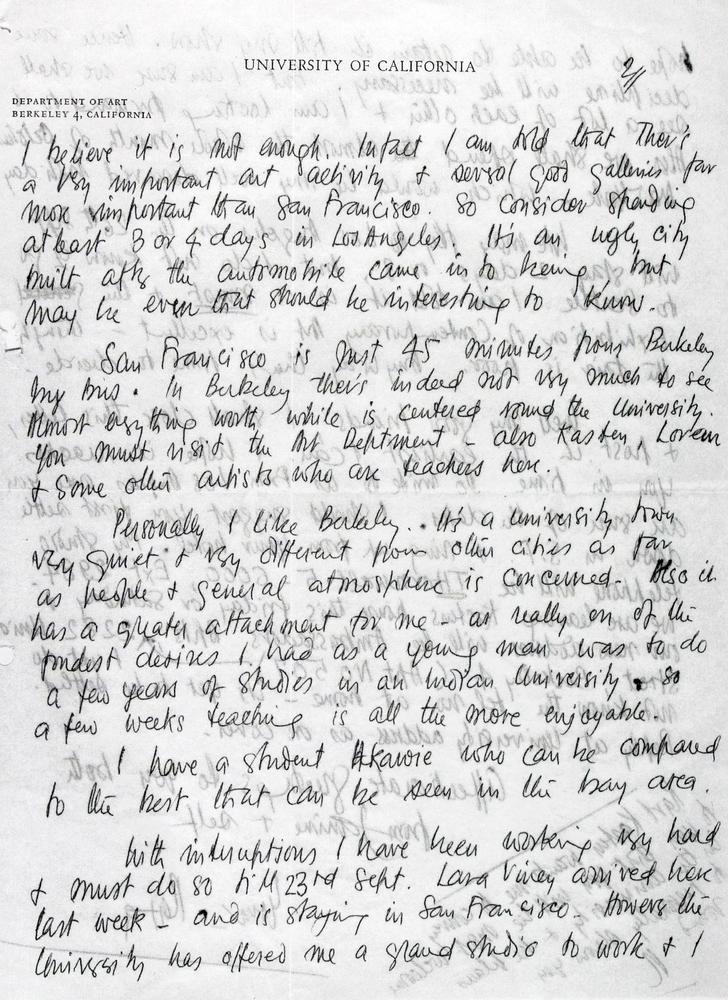 UNIVERSITY OF CALIFORNIA
2//
DEPARTMENT OF ART
BERKELEY 4, CALIFORNIA
I believe it is not enough. Infact I am told that ther's
a very important art activity & several good galleries far
more important than San Francisco. So consider spending
atleast 3 or 4 days in Los Angeles. It's an ugly city
built after the automobile came into being, but
may be even that should be interesting to know.
San Francisco is just 45 minutes from Berkeley
by bus. In Berkeley ther's indeed not very much to see
Almost everything worth while is centered round the University.
You must visit the Art Deptment – also Kasten, Loran
& some other artists who are teachers here.
Personally I like Berkeley. It's a university town
very quiet & very different from other cities as far
as people & general atmosphere is concerned – Also it
has a greater attachment for me – as really on of the
fondest desires I had as a young man was to do
a few years of studies in an Indian University. So
a few weeks teaching is all the more enjoyable.
I have a student who can be compared
to the best that can be seen in the bay area.
With interuptions I have been working very hard
& must do so till 23rd Sept. Laxa arrived here
last week – and is staying in San Francisco. However the
University has offered me a grand studio to work & I